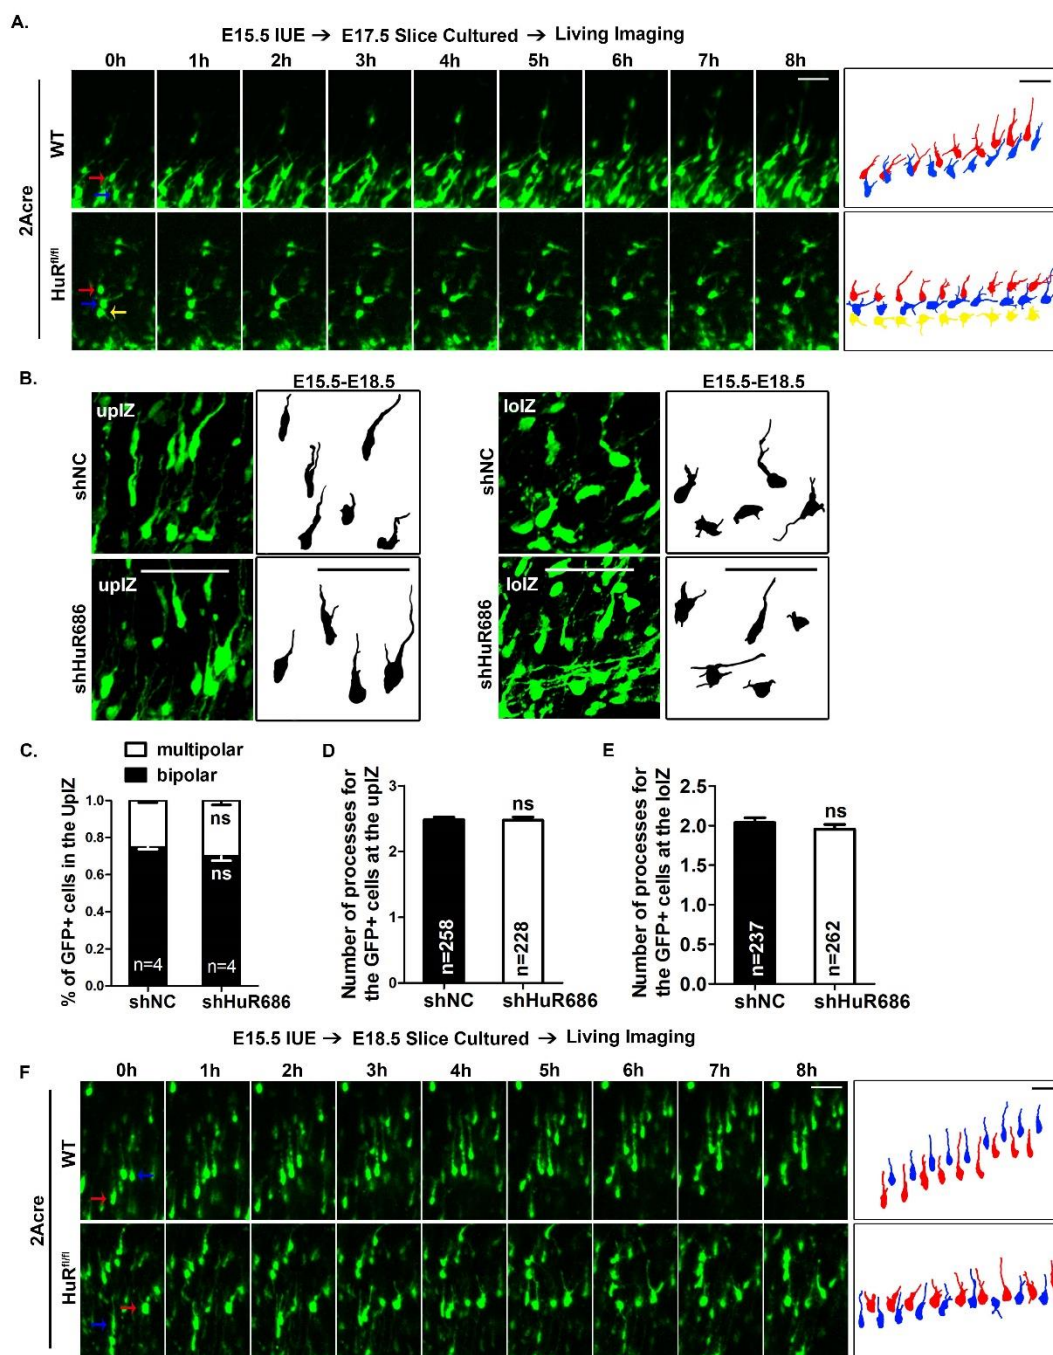 A.
E15.5 IUE → E17.5 Slice Cultured → Living Imaging
0h 1h 2h 3h 4h 5h 6h 7h 8h
2Acre
WT
HuRfl/fl
B.
E15.5-E18.5 E15.5-E18.5
shNC
upIZ
loIZ
shHuR686
upIZ
shNC
loIZ
shHuR686
C.
multipolar
bipolar
% of GFP+ cells in the UpIZ
1.0
0.8
0.6
0.4
0.2
0.0
ns
ns
n=4 n=4
shNC shHuR686
D
Number of processes for
the GFP+ cells at the upIZ
3
2
1
0
ns
n=258 n=228
shNC shHuR686
E
Number of processes for
the GFP+ cells at the loIZ
2.5
2.0
1.5
1.0
0.5
0.0
ns
n=237 n=262
shNC shHuR686
E15.5 IUE → E18.5 Slice Cultured → Living Imaging
F
0h 1h 2h 3h 4h 5h 6h 7h 8h
2Acre
WT
HuRfl/fl